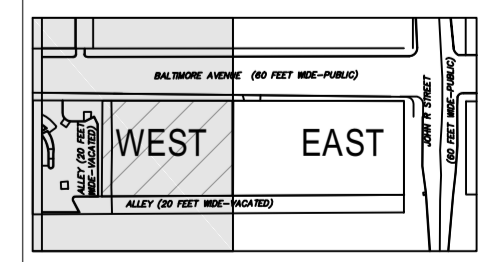 BALTIMORE AVENUE (60 FEET WIDE-PUBLIC)
JOHN R STREET
(60 FEET WIDE-PUBLIC)
WEST
EAST
ALLEY (20 FEET
WIDE-VACATED)
ALLEY (20 FEET WIDE-VACATED)